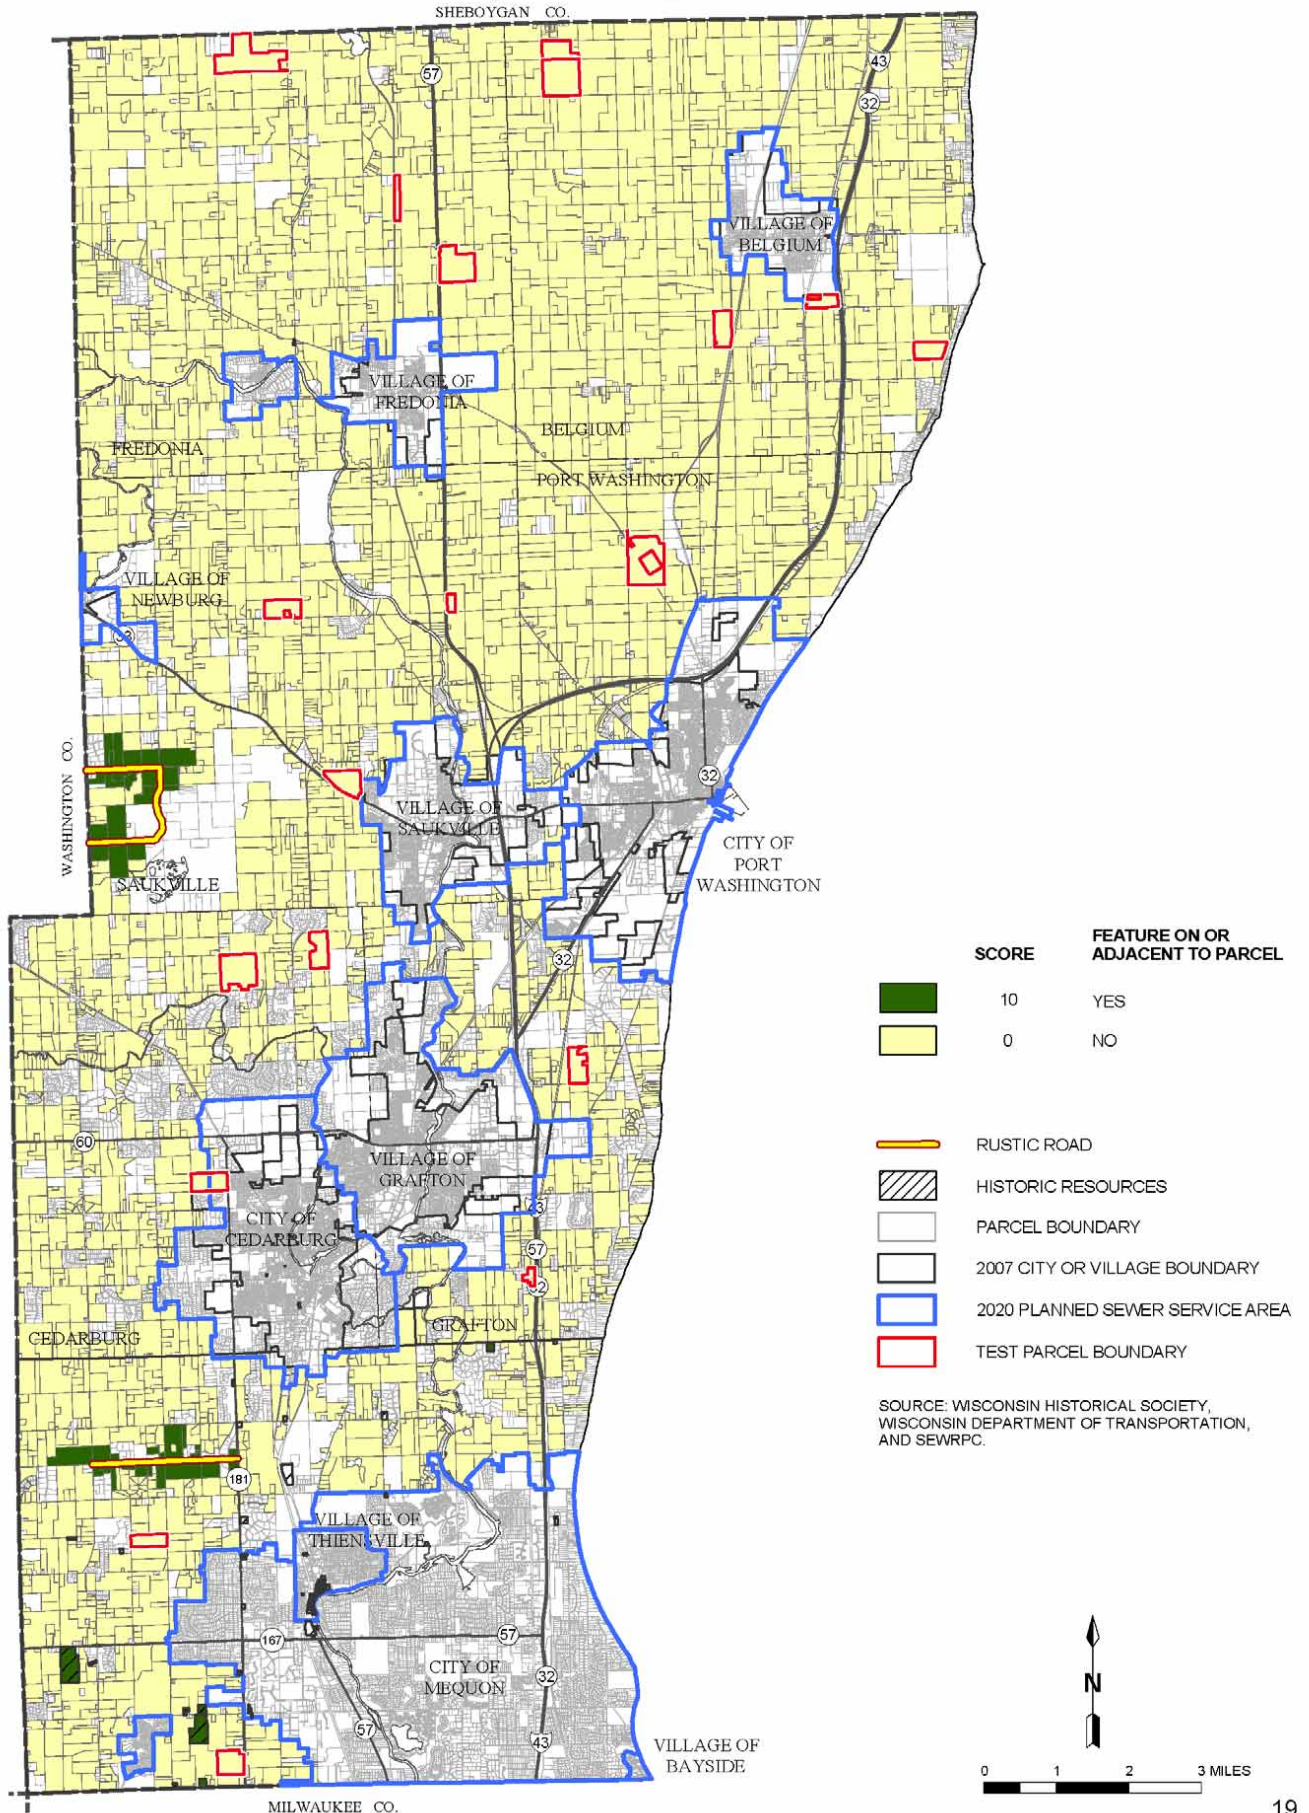 SHEBOYGAN CO.
57
43
32
VILLAGE OF
BELGIUM
VILLAGE OF
FREDONIA
FREDONIA
BELGIUM
PORT WASHINGTON
VILLAGE OF
NEWBURG
33
WASHINGTON CO.
32
VILLAGE OF
SAUKVILLE
CITY OF
PORT
WASHINGTON
SAUKVILLE
32
60
VILLAGE OF
GRAFTON
43
CITY OF
CEDARBURG
57
32
GRAFTON
CEDARBURG
181
VILLAGE OF
THIENSVILLE
167
57
CITY OF
MEQUON
32
57
43
VILLAGE OF
BAYSIDE
MILWAUKEE CO.
SCORE
FEATURE ON OR
ADJACENT TO PARCEL
10 YES
0 NO
RUSTIC ROAD
HISTORIC RESOURCES
PARCEL BOUNDARY
2007 CITY OR VILLAGE BOUNDARY
2020 PLANNED SEWER SERVICE AREA
TEST PARCEL BOUNDARY
SOURCE: WISCONSIN HISTORICAL SOCIETY,
WISCONSIN DEPARTMENT OF TRANSPORTATION,
AND SEWRPC.
N
0 1 2 3 MILES
19